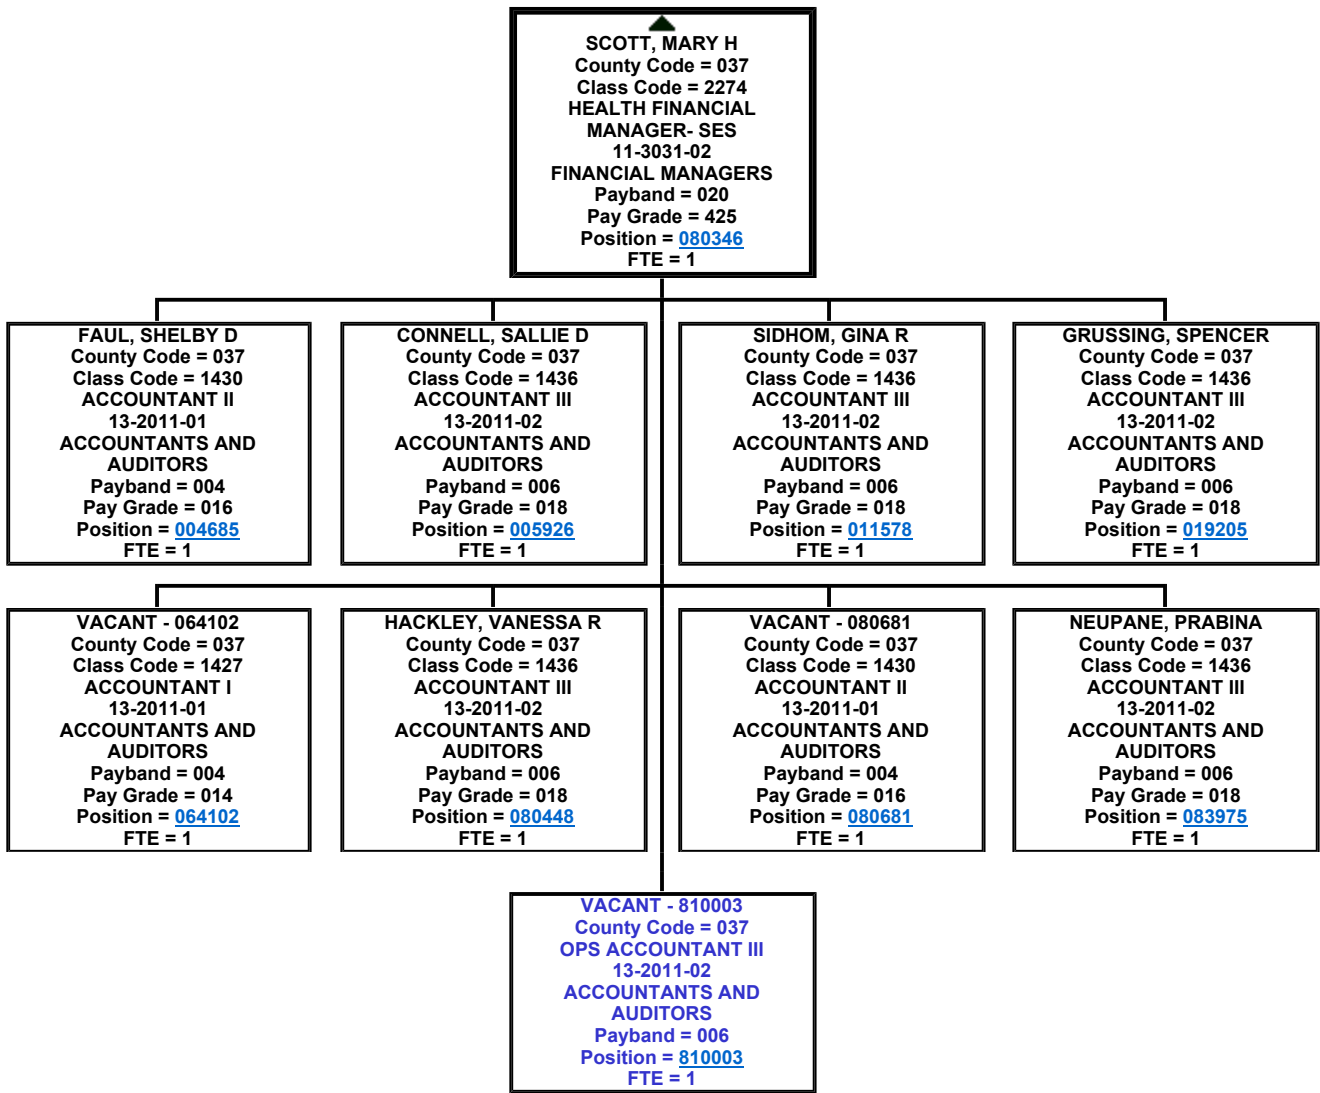 SCOTT, MARY H
County Code = 037
Class Code = 2274
HEALTH FINANCIAL
MANAGER- SES
11-3031-02
FINANCIAL MANAGERS
Payband = 020
Pay Grade = 425
Position = 080346
FTE = 1
FAUL, SHELBY D
County Code = 037
Class Code = 1430
ACCOUNTANT II
13-2011-01
ACCOUNTANTS AND
AUDITORS
Payband = 004
Pay Grade = 016
Position = 004685
FTE = 1
CONNELL, SALLIE D
County Code = 037
Class Code = 1436
ACCOUNTANT III
13-2011-02
ACCOUNTANTS AND
AUDITORS
Payband = 006
Pay Grade = 018
Position = 005926
FTE = 1
SIDHOM, GINA R
County Code = 037
Class Code = 1436
ACCOUNTANT III
13-2011-02
ACCOUNTANTS AND
AUDITORS
Payband = 006
Pay Grade = 018
Position = 011578
FTE = 1
GRUSSING, SPENCER
County Code = 037
Class Code = 1436
ACCOUNTANT III
13-2011-02
ACCOUNTANTS AND
AUDITORS
Payband = 006
Pay Grade = 018
Position = 019205
FTE = 1
VACANT - 064102
County Code = 037
Class Code = 1427
ACCOUNTANT I
13-2011-01
ACCOUNTANTS AND
AUDITORS
Payband = 004
Pay Grade = 014
Position = 064102
FTE = 1
HACKLEY, VANESSA R
County Code = 037
Class Code = 1436
ACCOUNTANT III
13-2011-02
ACCOUNTANTS AND
AUDITORS
Payband = 006
Pay Grade = 018
Position = 080448
FTE = 1
VACANT - 080681
County Code = 037
Class Code = 1430
ACCOUNTANT II
13-2011-01
ACCOUNTANTS AND
AUDITORS
Payband = 004
Pay Grade = 016
Position = 080681
FTE = 1
NEUPANE, PRABINA
County Code = 037
Class Code = 1436
ACCOUNTANT III
13-2011-02
ACCOUNTANTS AND
AUDITORS
Payband = 006
Pay Grade = 018
Position = 083975
FTE = 1
VACANT - 810003
County Code = 037
OPS ACCOUNTANT III
13-2011-02
ACCOUNTANTS AND
AUDITORS
Payband = 006
Position = 810003
FTE = 1